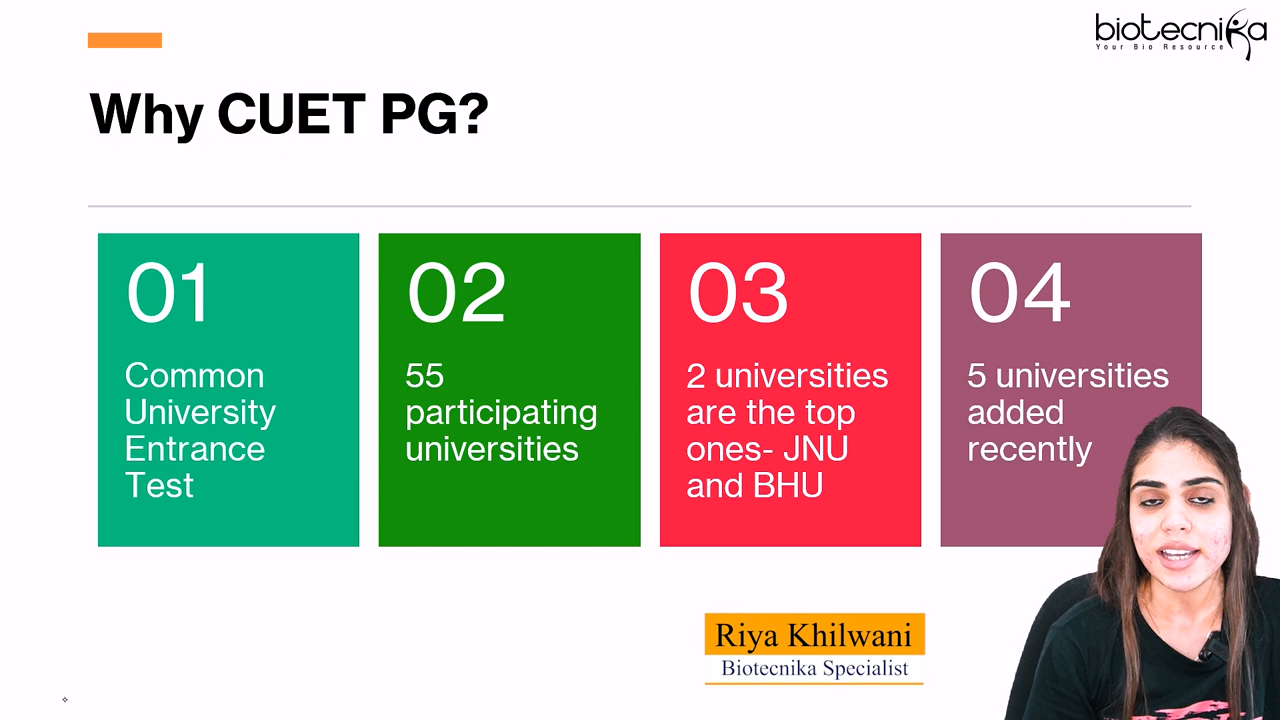 biotecnika
Your Bio Resource
Why CUET PG?
01
Common
University
Entrance
Test
02
55
participating
universities
03
2 universities
are the top
ones- JNU
and BHU
04
5 universities
added
recently
Riya Khilwani
Biotecnika Specialist